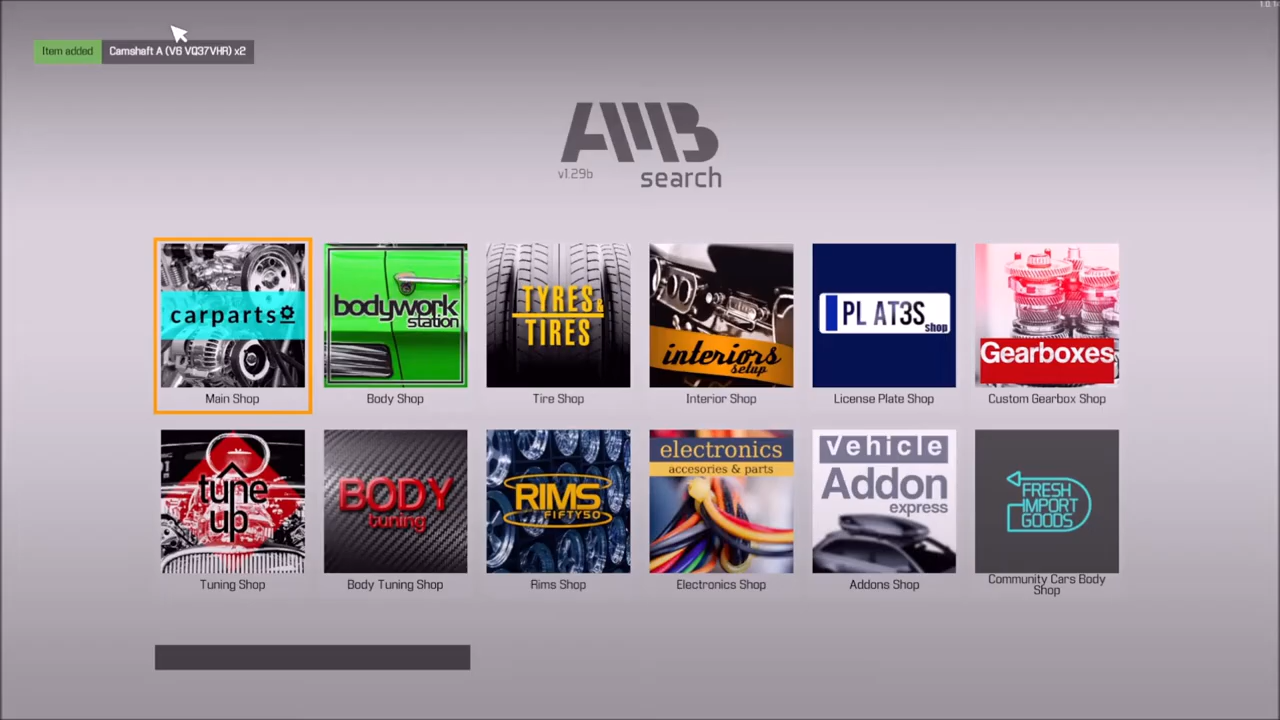 1.0.1
Item added Camshaft A (V6 VQ37VHR) x2
AMB
v1.29b search
carparts
Main Shop
bodywork
station
Body Shop
TYRES &
TIRES
Tire Shop
interiors
setup
Interior Shop
PL AT3S
shop
License Plate Shop
Gearboxes
Custom Gearbox Shop
tune
up
Tuning Shop
BODY
tuning
Body Tuning Shop
RIMS
FIFTY50
Rims Shop
electronics
accesories & parts
Electronics Shop
vehicle
Addon
express
Addons Shop
FRESH
IMPORT
GOODS
Community Cars Body
Shop